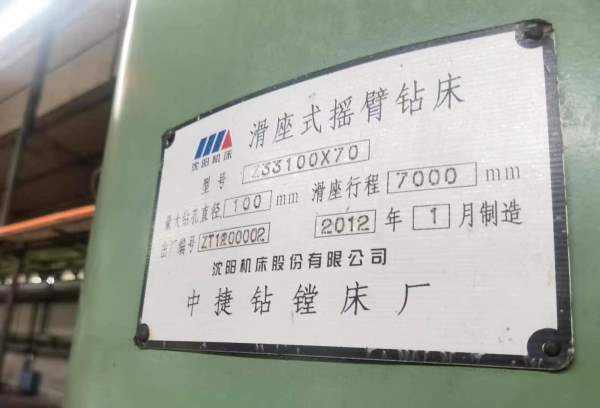 滑座式摇臂钻床
沈阳机床
型号 Z33100X70
最大钻孔直径 100 mm 滑座行程 7000 mm
出厂编号 ZT1200002 2012 年 1 月制造
沈阳机床股份有限公司
中捷钻镗床厂